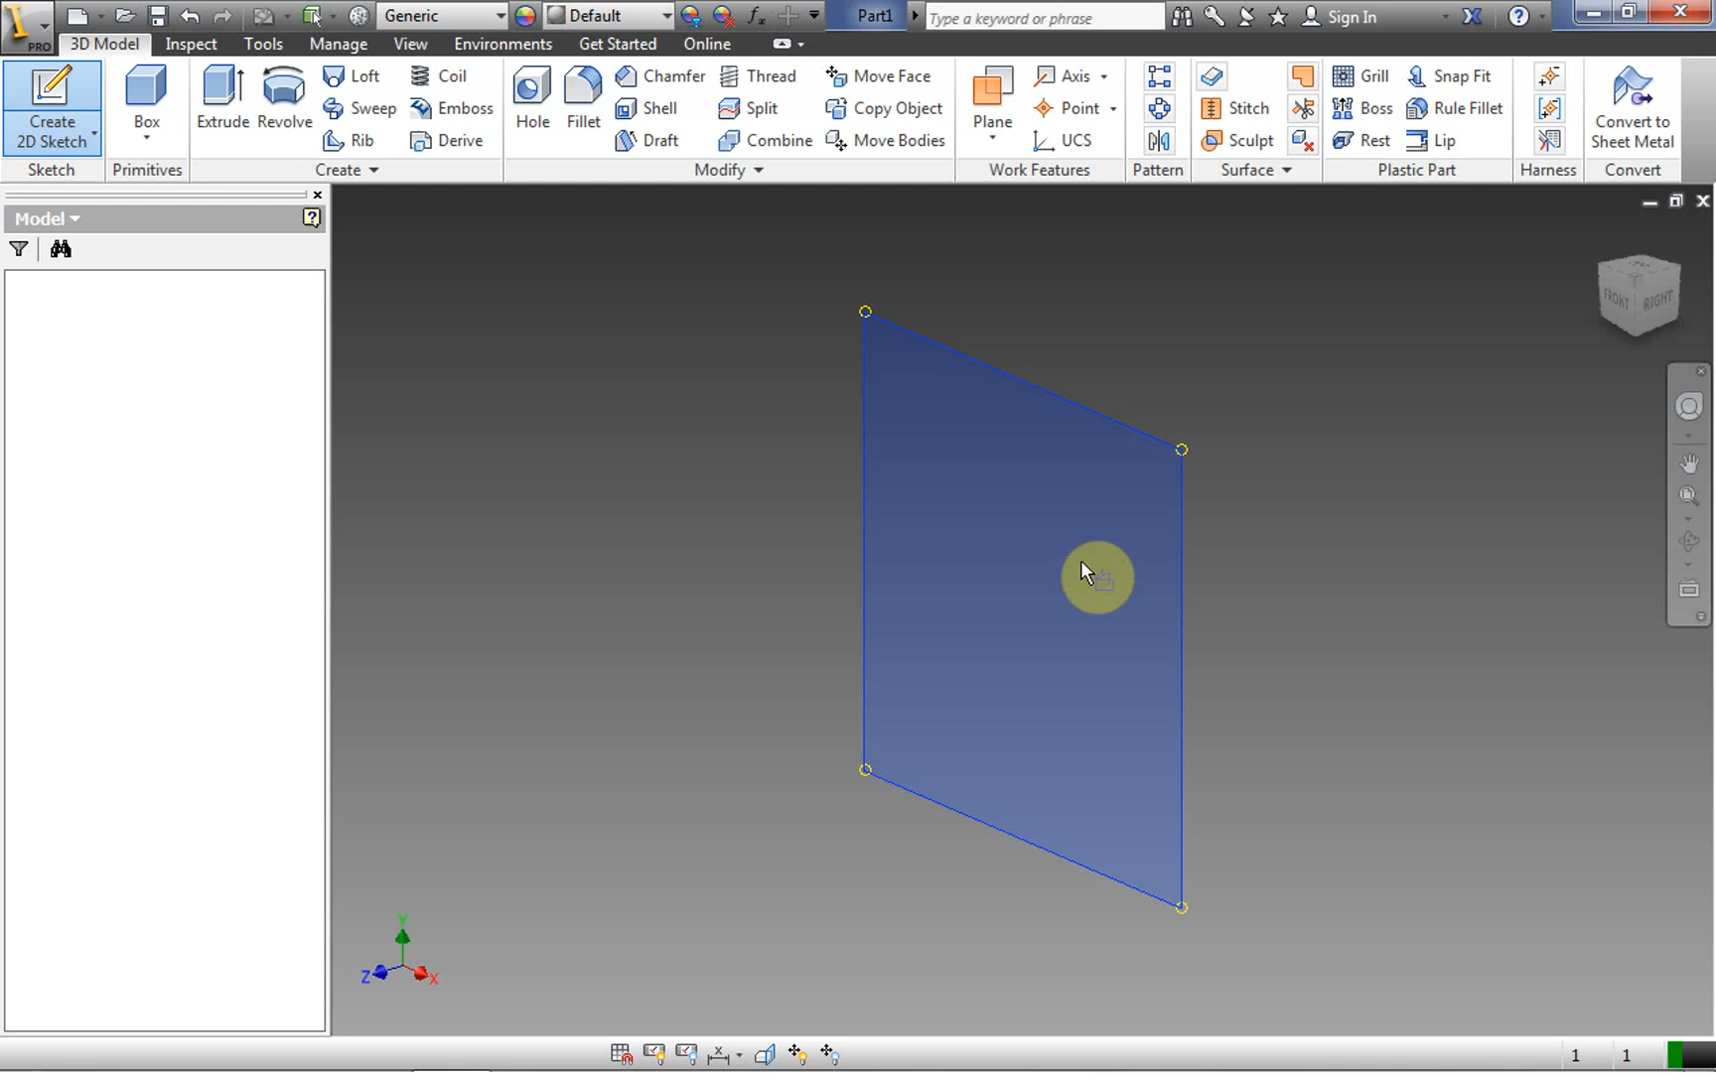 PRO
Generic
Default
fx
Part1
Type a keyword or phrase
Sign In
3D Model
Inspect
Tools
Manage
View
Environments
Get Started
Online
Create
2D Sketch
Sketch
Box
Primitives
Extrude
Revolve
Loft
Sweep
Rib
Coil
Emboss
Derive
Create
Hole
Fillet
Chamfer
Shell
Draft
Thread
Split
Combine
Move Face
Copy Object
Move Bodies
Modify
Plane
Axis
Point
UCS
Work Features
Pattern
Stitch
Sculpt
Surface
Grill
Boss
Rest
Snap Fit
Rule Fillet
Lip
Plastic Part
Harness
Convert to
Sheet Metal
Convert
Model
FRONT
RIGHT
Y
Z
X
1
1